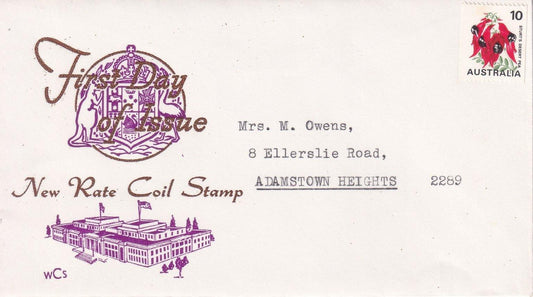 First Day
of Issue
New Rate Coil Stamp
WCS
10
STURT'S DESERT PEA
AUSTRALIA
Mrs. M. Owens,
8 Ellerslie Road,
ADAMSTOWN HEIGHTS 2289